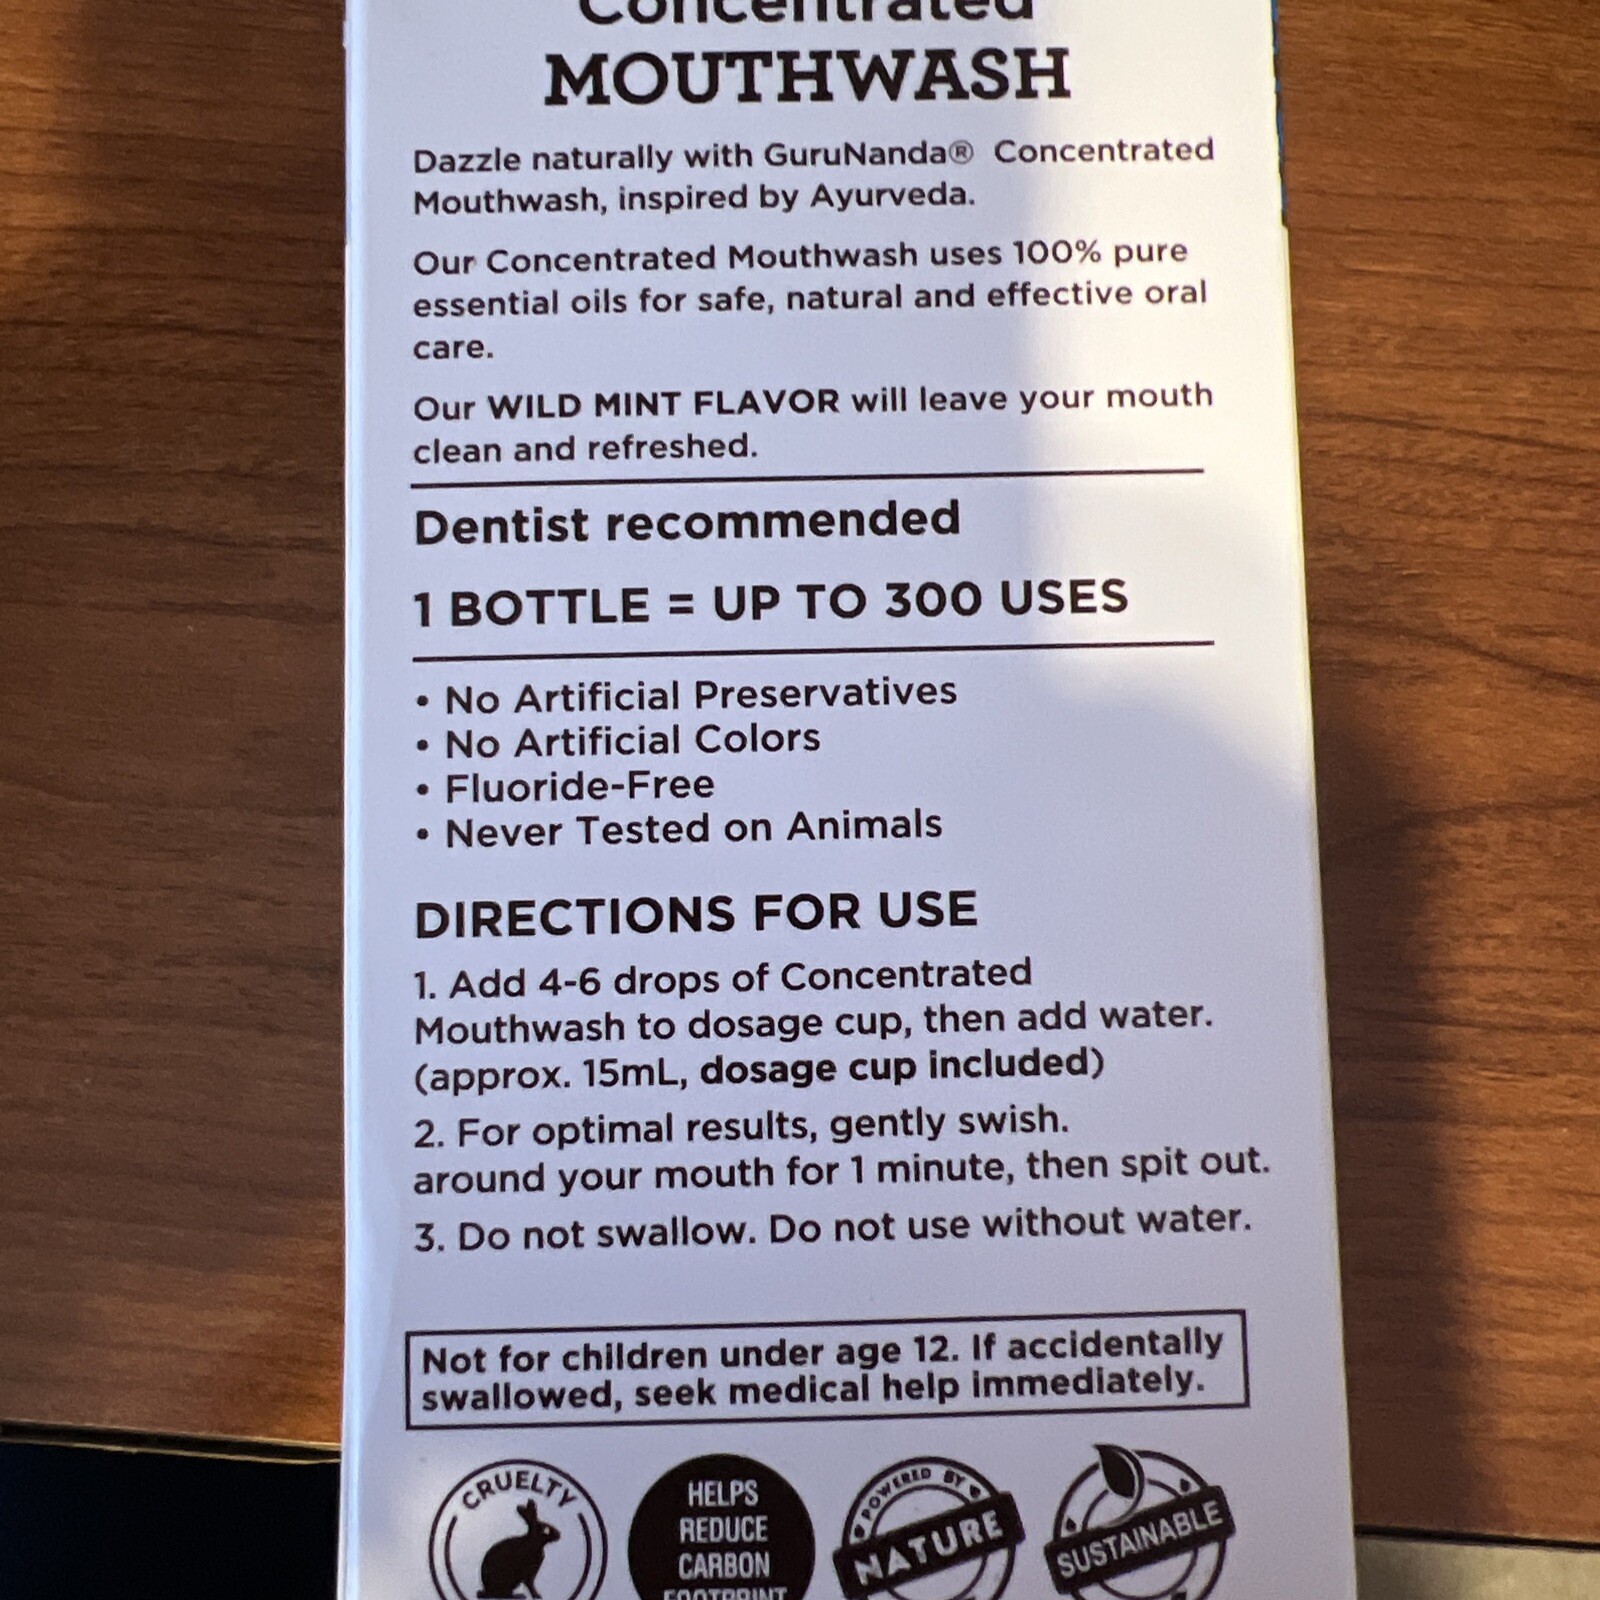 Concentrated
MOUTHWASH
Dazzle naturally with GuruNanda® Concentrated
Mouthwash, inspired by Ayurveda.
Our Concentrated Mouthwash uses 100% pure
essential oils for safe, natural and effective oral
care.
Our WILD MINT FLAVOR will leave your mouth
clean and refreshed.
Dentist recommended
1 BOTTLE = UP TO 300 USES
• No Artificial Preservatives
• No Artificial Colors
• Fluoride-Free
• Never Tested on Animals
DIRECTIONS FOR USE
1. Add 4-6 drops of Concentrated
Mouthwash to dosage cup, then add water.
(approx. 15mL, dosage cup included)
2. For optimal results, gently swish.
around your mouth for 1 minute, then spit out.
3. Do not swallow. Do not use without water.
Not for children under age 12. If accidentally
swallowed, seek medical help immediately.
CRUELTY
HELPS
REDUCE
CARBON
FOOTPRINT
POWERED BY
NATURE
SUSTAINABLE